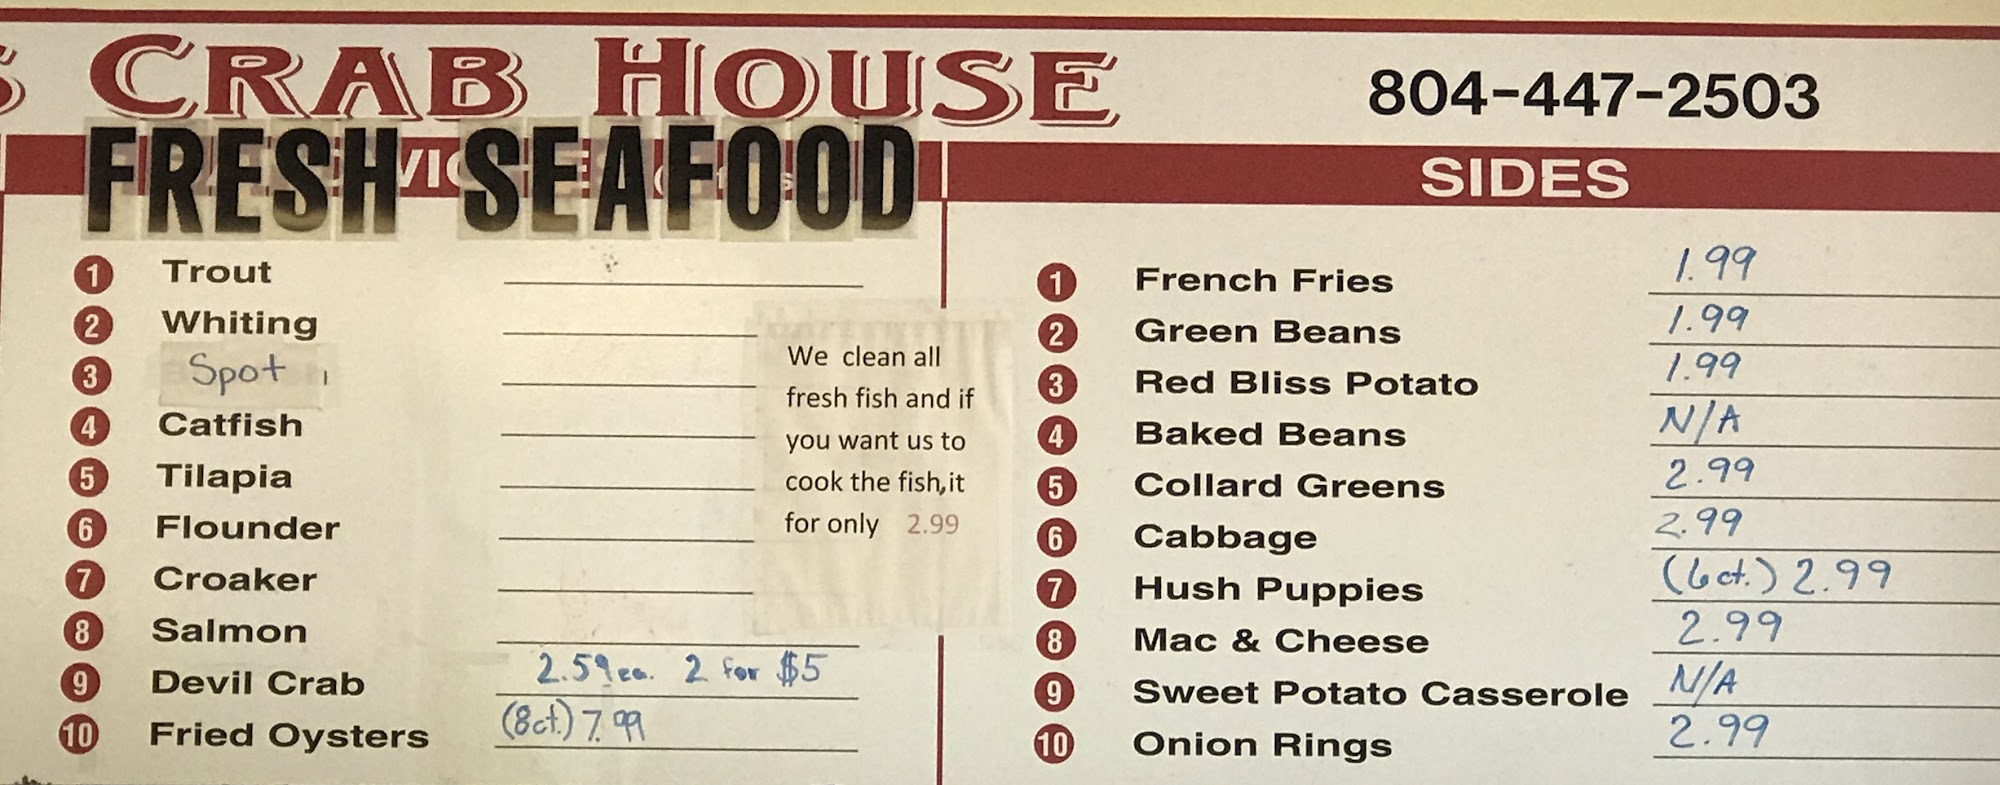 CRAB HOUSE
804-447-2503
FRESH SEAFOOD
1 Trout
2 Whiting
3 Spot
4 Catfish
5 Tilapia
6 Flounder
7 Croaker
8 Salmon
9 Devil Crab 2.59 ea. 2 for $5
10 Fried Oysters (8ct.) 7.99
We clean all
fresh fish and if
you want us to
cook the fish,it
for only 2.99
SIDES
1 French Fries 1.99
2 Green Beans 1.99
3 Red Bliss Potato 1.99
4 Baked Beans N/A
5 Collard Greens 2.99
6 Cabbage 2.99
7 Hush Puppies (6ct.) 2.99
8 Mac & Cheese 2.99
9 Sweet Potato Casserole N/A
10 Onion Rings 2.99